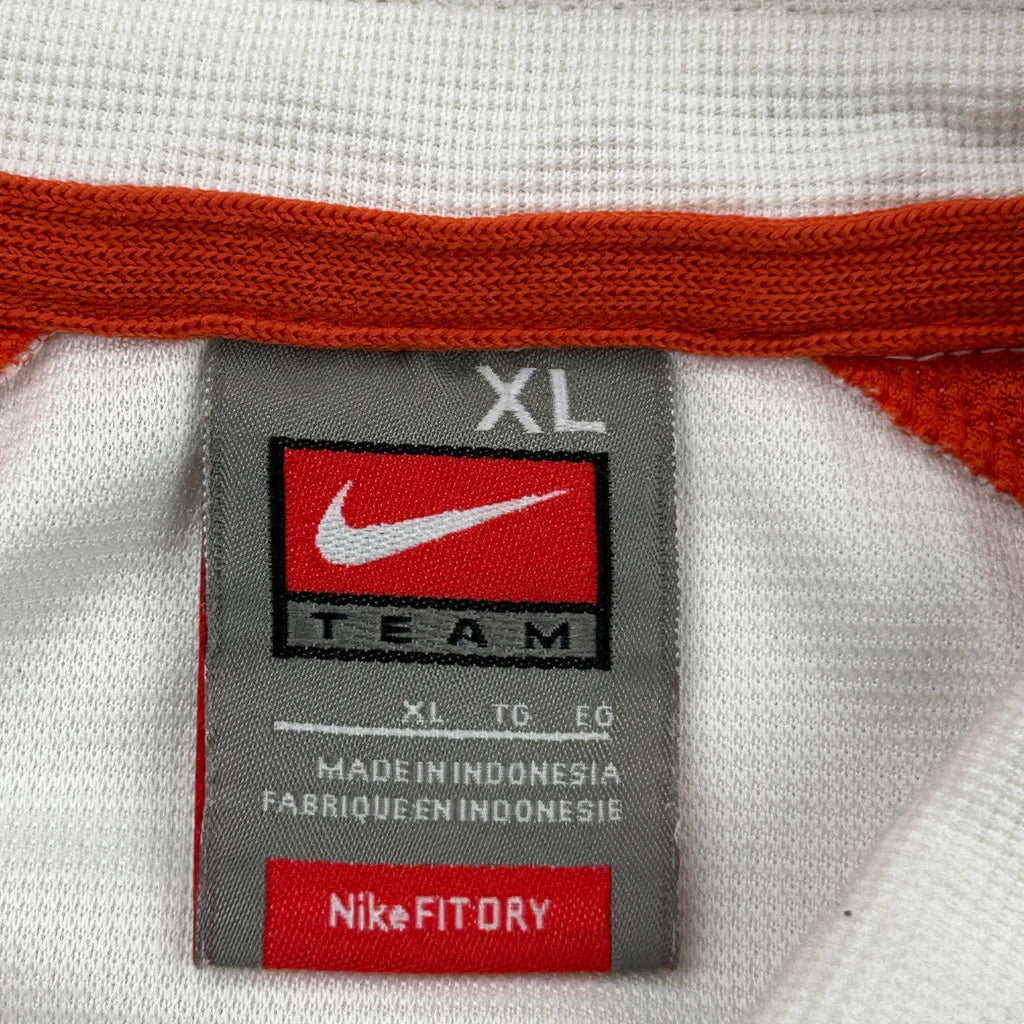 XL
TEAM
XL TG EG
MADE IN INDONESIA
FABRIQUE EN INDONESIE
Nike FIT DRY